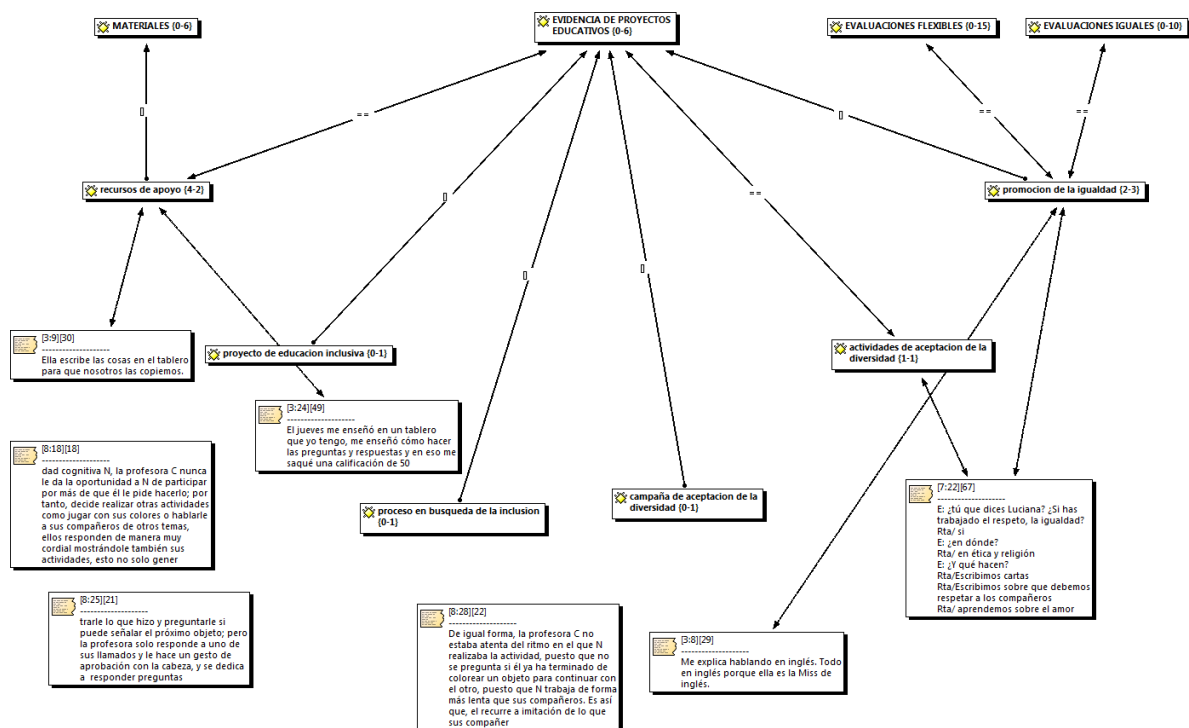 MATERIALES {0-6}
EVIDENCIA DE PROYECTOS
EDUCATIVOS {0-6}
EVALUACIONES FLEXIBLES {0-15}
EVALUACIONES IGUALES {0-10}
[]
==
[]
[]
[]
==
[]
==
==
recursos de apoyo {4-2}
promocion de la igualdad {2-3}
[3:9][30]
--------------------
Ella escribe las cosas en el tablero
para que nosotros las copiemos.
proyecto de educacion inclusiva {0-1}
actividades de aceptacion de la
diversidad {1-1}
[3:24][49]
--------------------
El jueves me enseñó en un tablero
que yo tengo, me enseñó cómo hacer
las preguntas y respuestas y en eso me
saqué una calificación de 50
[8:18][18]
--------------------
dad cognitiva N, la profesora C nunca
le da la oportunidad a N de participar
por más de que él le pide hacerlo; por
tanto, decide realizar otras actividades
como jugar con sus colores o hablarle
a sus compañeros de otros temas,
ellos responden de manera muy
cordial mostrándole también sus
actividades, esto no solo gener
proceso en busqueda de la inclusion
{0-1}
campaña de aceptacion de la
diversidad {0-1}
[7:22][67]
--------------------
E: ¿tú que dices Luciana? ¿Si has
trabajado el respeto, la igualdad?
Rta/ si
E: ¿en dónde?
Rta/ en ética y religión
E: ¿Y qué hacen?
Rta/Escribimos cartas
Rta/Escribimos sobre que debemos
respetar a los compañeros
Rta/ aprendemos sobre el amor
[8:25][21]
--------------------
trarle lo que hizo y preguntarle si
puede señalar el próximo objeto; pero
la profesora solo responde a uno de
sus llamados y le hace un gesto de
aprobación con la cabeza, y se dedica
a responder preguntas
[8:28][22]
--------------------
De igual forma, la profesora C no
estaba atenta del ritmo en el que N
realizaba la actividad, puesto que no
se pregunta si él ya ha terminado de
colorear un objeto para continuar con
el otro, puesto que N trabaja de forma
más lenta que sus compañeros. Es así
que, el recurre a imitación de lo que
sus compañer
[3:8][29]
--------------------
Me explica hablando en inglés. Todo
en inglés porque ella es la Miss de
inglés.